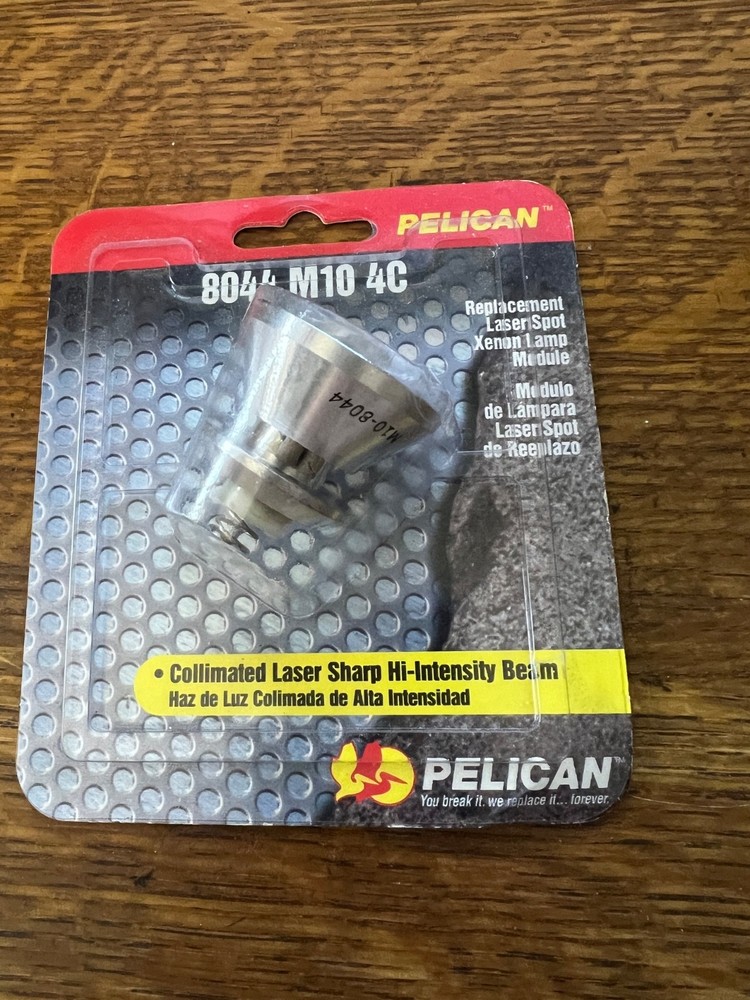 PELICAN™
8044 M10 4C
Replacement
Laser Spot
Xenon Lamp
Module
Modulo
de Lámpara
Laser Spot
de Reeplazo
M10-8044
• Collimated Laser Sharp Hi-Intensity Beam
Haz de Luz Colimada de Alta Intensidad
PELICAN™
You break it, we replace it... forever.